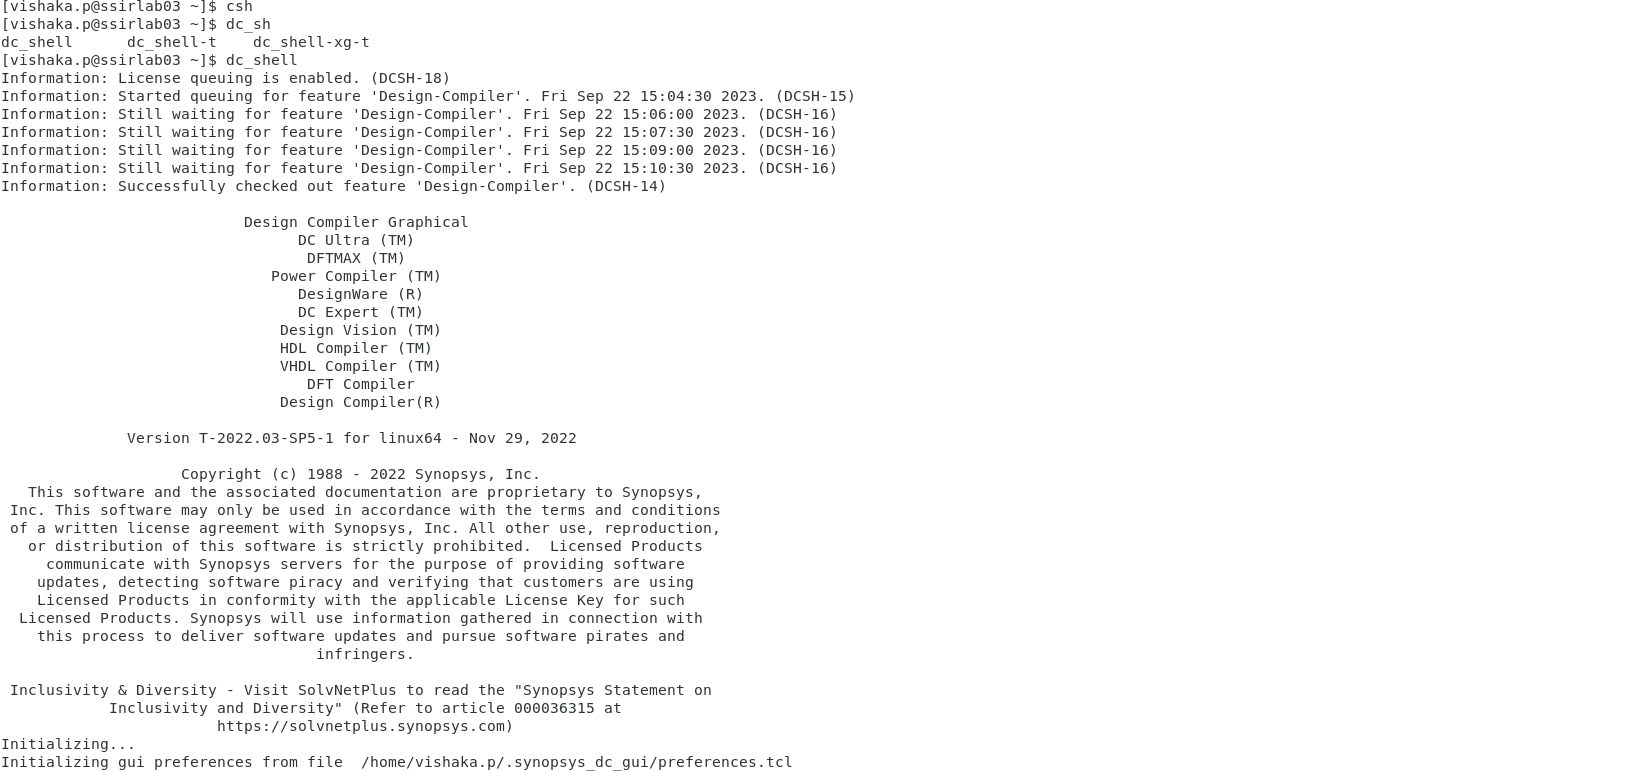 [vishaka.p@ssirlab03 ~]$ csh
[vishaka.p@ssirlab03 ~]$ dc_sh
dc_shell      dc_shell-t    dc_shell-xg-t
[vishaka.p@ssirlab03 ~]$ dc_shell
Information: License queuing is enabled. (DCSH-18)
Information: Started queuing for feature 'Design-Compiler'. Fri Sep 22 15:04:30 2023. (DCSH-15)
Information: Still waiting for feature 'Design-Compiler'. Fri Sep 22 15:06:00 2023. (DCSH-16)
Information: Still waiting for feature 'Design-Compiler'. Fri Sep 22 15:07:30 2023. (DCSH-16)
Information: Still waiting for feature 'Design-Compiler'. Fri Sep 22 15:09:00 2023. (DCSH-16)
Information: Still waiting for feature 'Design-Compiler'. Fri Sep 22 15:10:30 2023. (DCSH-16)
Information: Successfully checked out feature 'Design-Compiler'. (DCSH-14)
Design Compiler Graphical
DC Ultra (TM)
DFTMAX (TM)
Power Compiler (TM)
DesignWare (R)
DC Expert (TM)
Design Vision (TM)
HDL Compiler (TM)
VHDL Compiler (TM)
DFT Compiler
Design Compiler(R)
Version T-2022.03-SP5-1 for linux64 - Nov 29, 2022
Copyright (c) 1988 - 2022 Synopsys, Inc.
This software and the associated documentation are proprietary to Synopsys,
Inc. This software may only be used in accordance with the terms and conditions
of a written license agreement with Synopsys, Inc. All other use, reproduction,
or distribution of this software is strictly prohibited.  Licensed Products
communicate with Synopsys servers for the purpose of providing software
updates, detecting software piracy and verifying that customers are using
Licensed Products in conformity with the applicable License Key for such
Licensed Products. Synopsys will use information gathered in connection with
this process to deliver software updates and pursue software pirates and
infringers.
Inclusivity & Diversity - Visit SolvNetPlus to read the "Synopsys Statement on
Inclusivity and Diversity" (Refer to article 000036315 at
https://solvnetplus.synopsys.com)
Initializing...
Initializing gui preferences from file  /home/vishaka.p/.synopsys_dc_gui/preferences.tcl